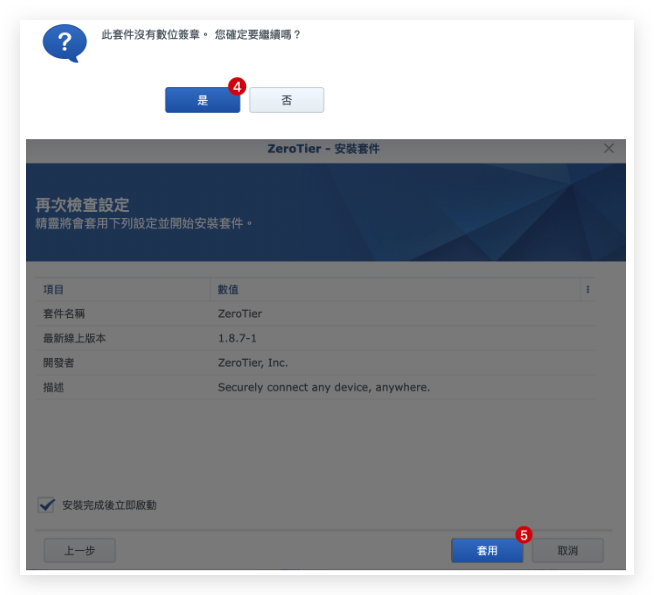 ?
此套件沒有數位簽章。 您確定要繼續嗎？
4
是
否
ZeroTier - 安裝套件
再次檢查設定
精靈將會套用下列設定並開始安裝套件。
項目 數值
套件名稱 ZeroTier
最新線上版本 1.8.7-1
開發者 ZeroTier, Inc.
描述 Securely connect any device, anywhere.
安裝完成後立即啟動
5
上一步 套用 取消